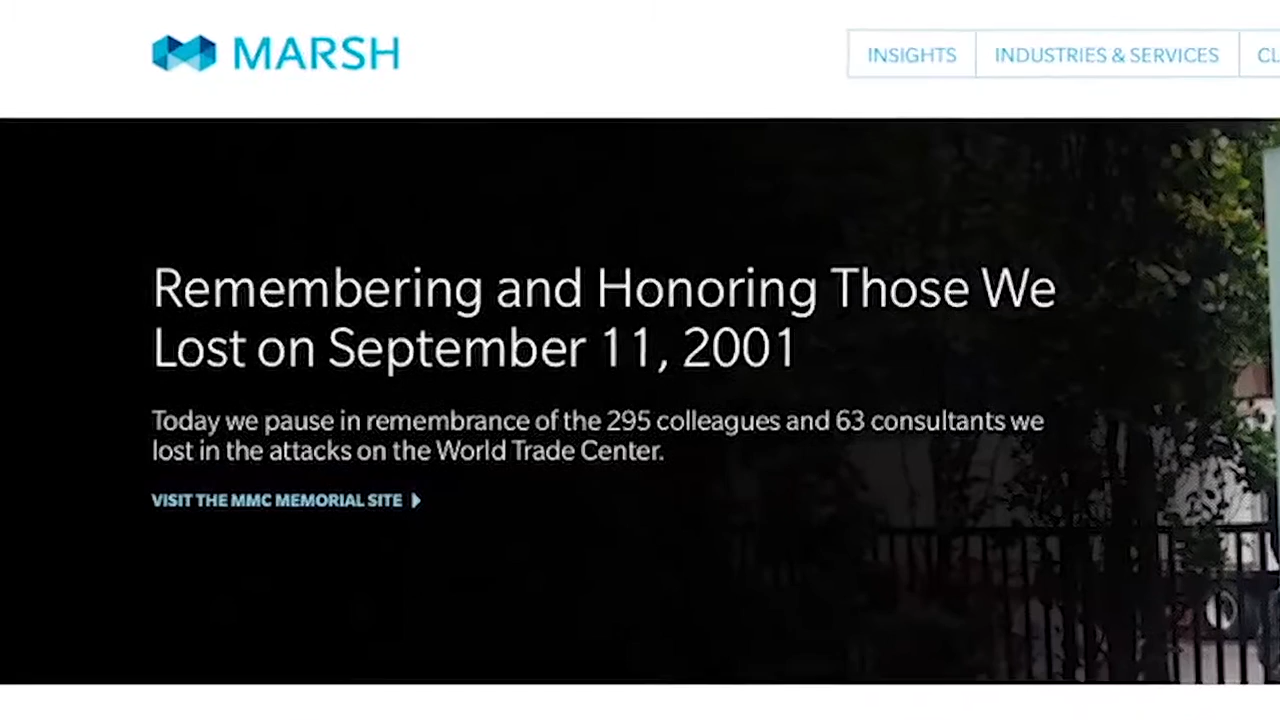 MARSH
INSIGHTS
INDUSTRIES & SERVICES
CL
Remembering and Honoring Those We
Lost on September 11, 2001
Today we pause in remembrance of the 295 colleagues and 63 consultants we
lost in the attacks on the World Trade Center.
VISIT THE MMC MEMORIAL SITE